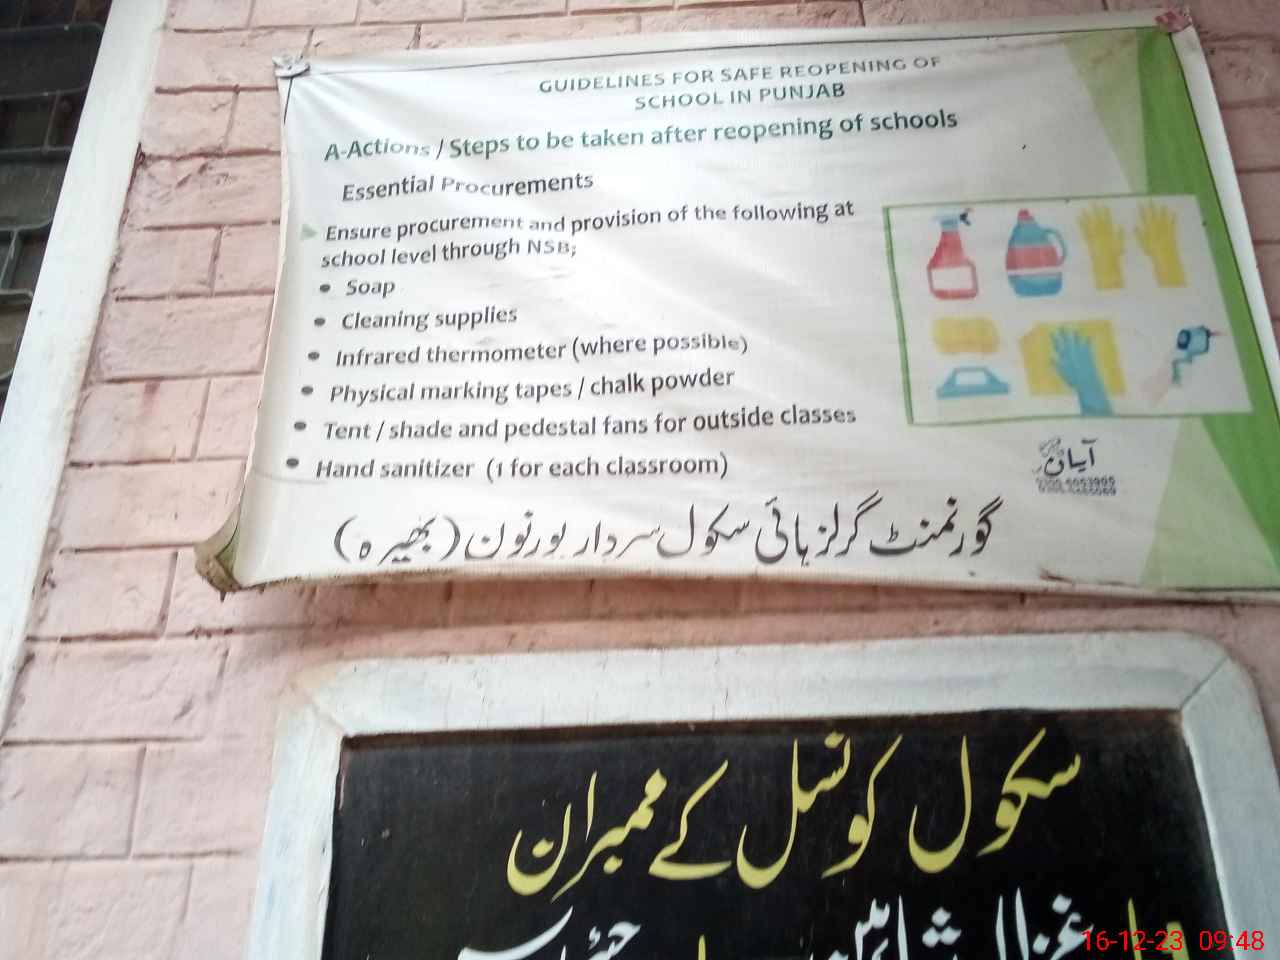 GUIDELINES FOR SAFE REOPENING OF
SCHOOL IN PUNJAB
A-Actions / Steps to be taken after reopening of schools
Essential Procurements
Ensure procurement and provision of the following at
school level through NSB;
• Soap
• Cleaning supplies
• Infrared thermometer (where possible)
• Physical marking tapes / chalk powder
• Tent / shade and pedestal fans for outside classes
• Hand sanitizer (1 for each classroom)
آیان
گورنمنٹ گرلز ہائی سکول سردار پور نون (بھیرہ)
سکول کونسل کے ممبران
16-12-23 09:48